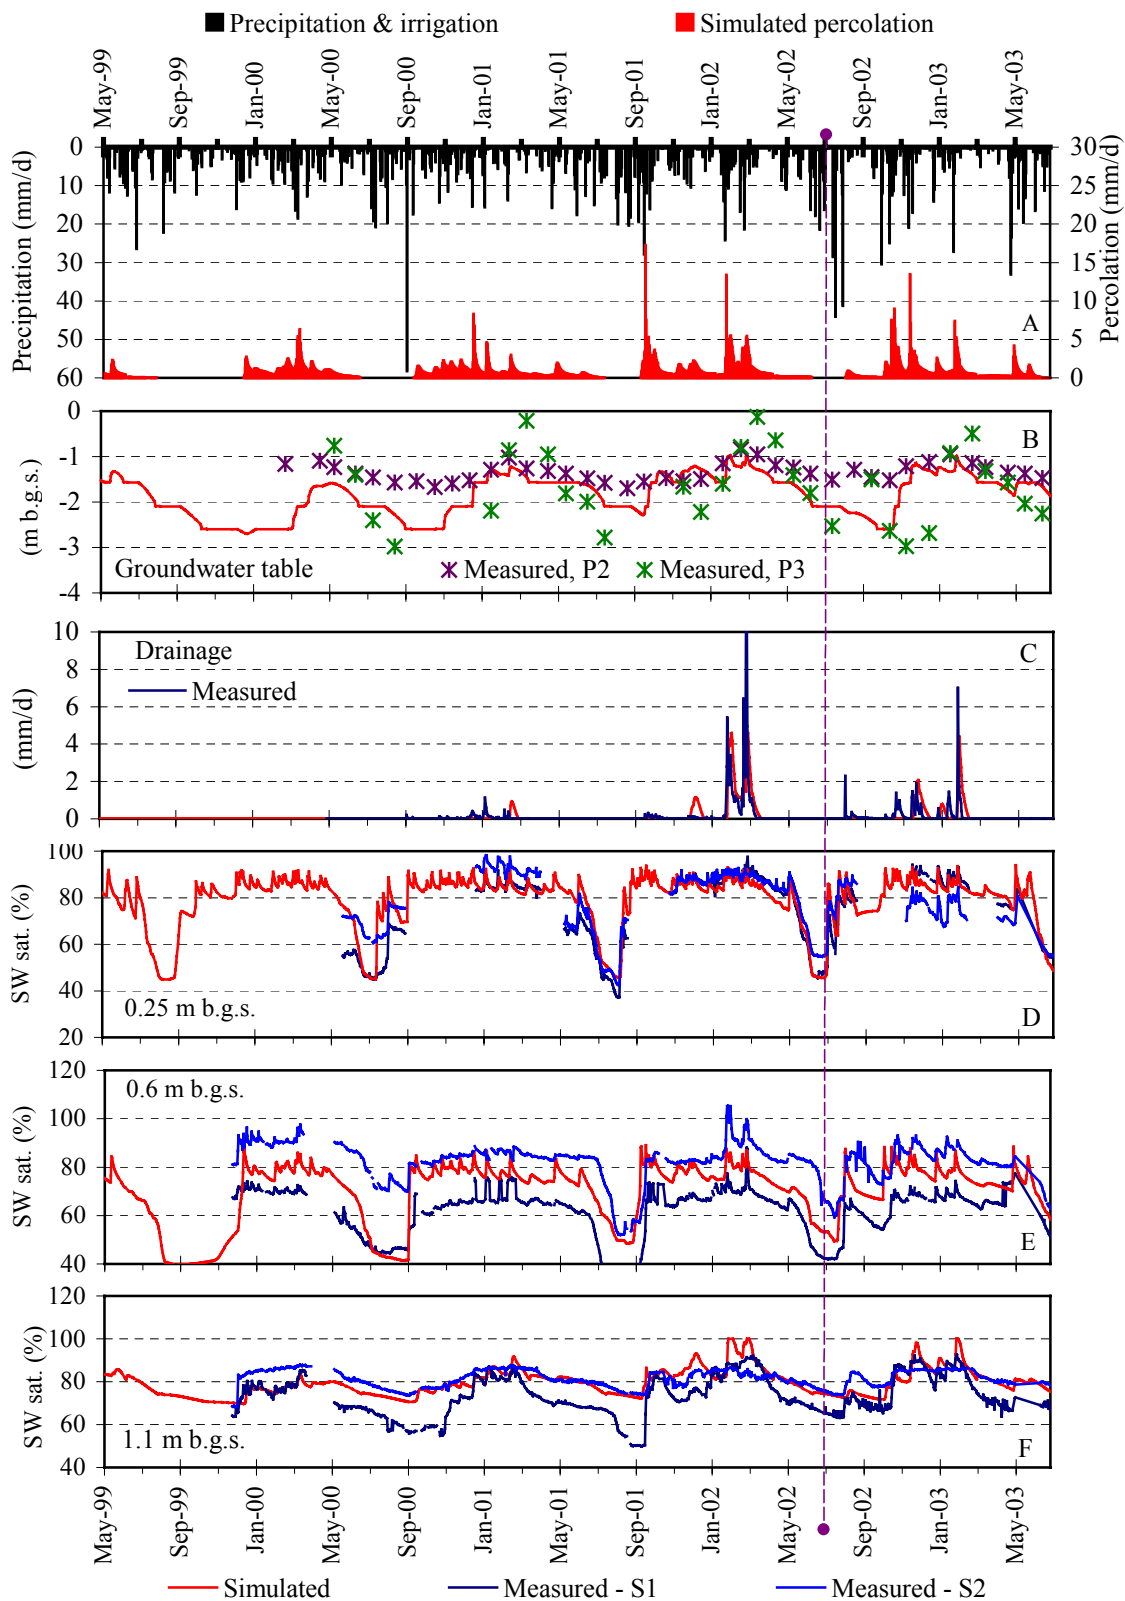 Precipitation & irrigation Simulated percolation
May-99 Sep-99 Jan-00 May-00 Sep-00 Jan-01 May-01 Sep-01 Jan-02 May-02 Sep-02 Jan-03 May-03
Precipitation (mm/d)
0
10
20
30
40
50
60
30
25
20
15
10
5
0
Percolation (mm/d)
A
(m b.g.s.)
0
-1
-2
-3
-4
B
Groundwater table Measured, P2 Measured, P3
(mm/d)
10
8
6
4
2
0
Drainage
C
Measured
SW sat. (%)
100
80
60
40
20
0.25 m b.g.s.
D
SW sat. (%)
120
100
80
60
40
0.6 m b.g.s.
E
SW sat. (%)
120
100
80
60
40
1.1 m b.g.s.
F
May-99 Sep-99 Jan-00 May-00 Sep-00 Jan-01 May-01 Sep-01 Jan-02 May-02 Sep-02 Jan-03 May-03
Simulated Measured - S1 Measured - S2